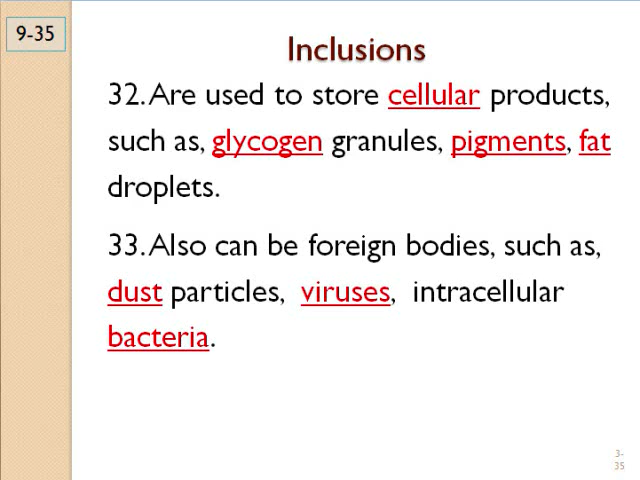 9-35
Inclusions
32. Are used to store cellular products,
such as, glycogen granules, pigments, fat
droplets.
33. Also can be foreign bodies, such as,
dust particles, viruses, intracellular
bacteria.
3-
35